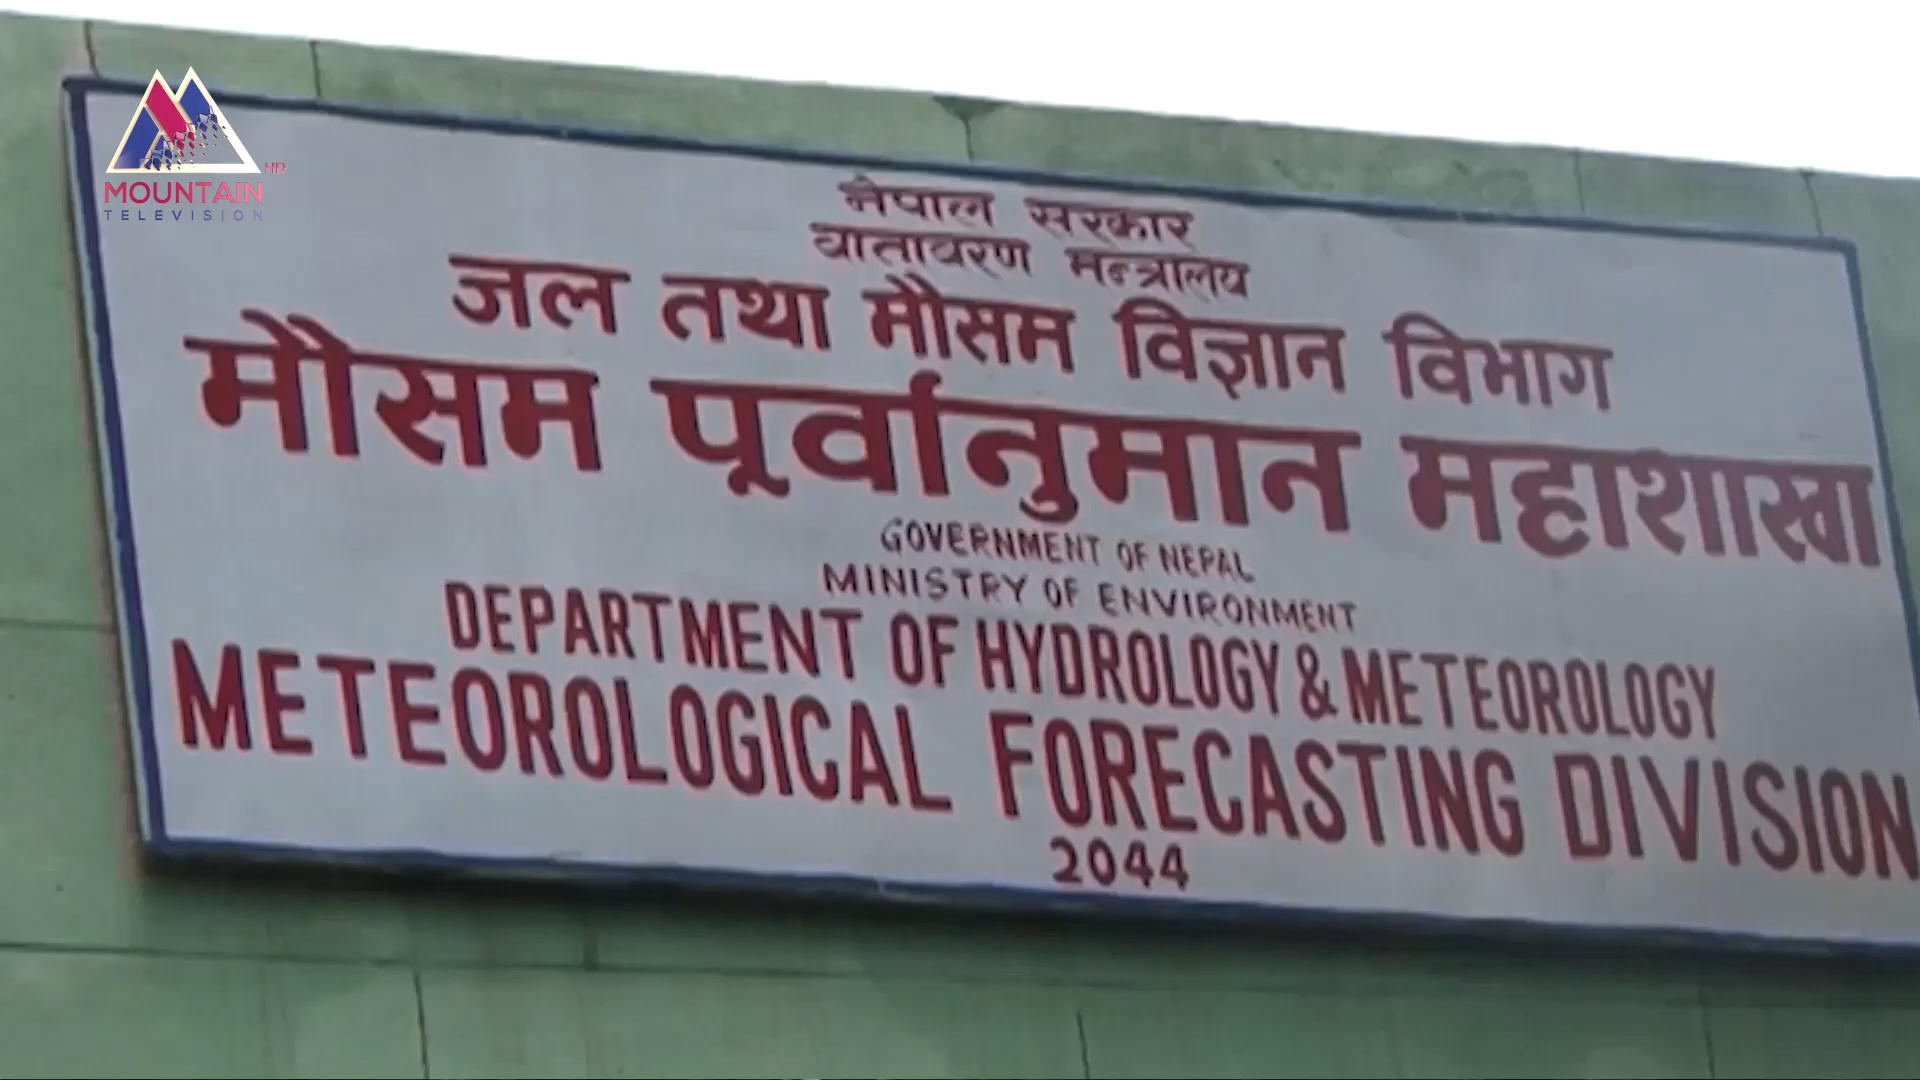 MOUNTAIN HD
TELEVISION
नेपाल सरकार
वातावरण मन्त्रालय
जल तथा मौसम विज्ञान विभाग
मौसम पूर्वानुमान महाशाखा
GOVERNMENT OF NEPAL
MINISTRY OF ENVIRONMENT
DEPARTMENT OF HYDROLOGY & METEOROLOGY
METEOROLOGICAL FORECASTING DIVISION
2044